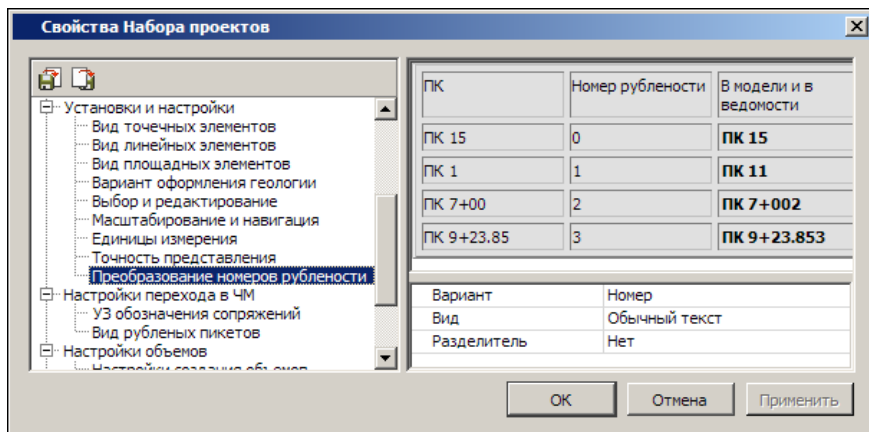 Свойства Набора проектов
Установки и настройки
Вид точечных элементов
Вид линейных элементов
Вид площадных элементов
Вариант оформления геологии
Выбор и редактирование
Масштабирование и навигация
Единицы измерения
Точность представления
Преобразование номеров рублености
Настройки перехода в ЧМ
УЗ обозначения сопряжений
Вид рубленых пикетов
Настройки объемов
Настройки создания объемов
ПК Номер рублености В модели и в
ведомости
ПК 15 0 ПК 15
ПК 1 1 ПК 11
ПК 7+00 2 ПК 7+002
ПК 9+23.85 3 ПК 9+23.853
Вариант Номер
Вид Обычный текст
Разделитель Нет
ОК Отмена Применить